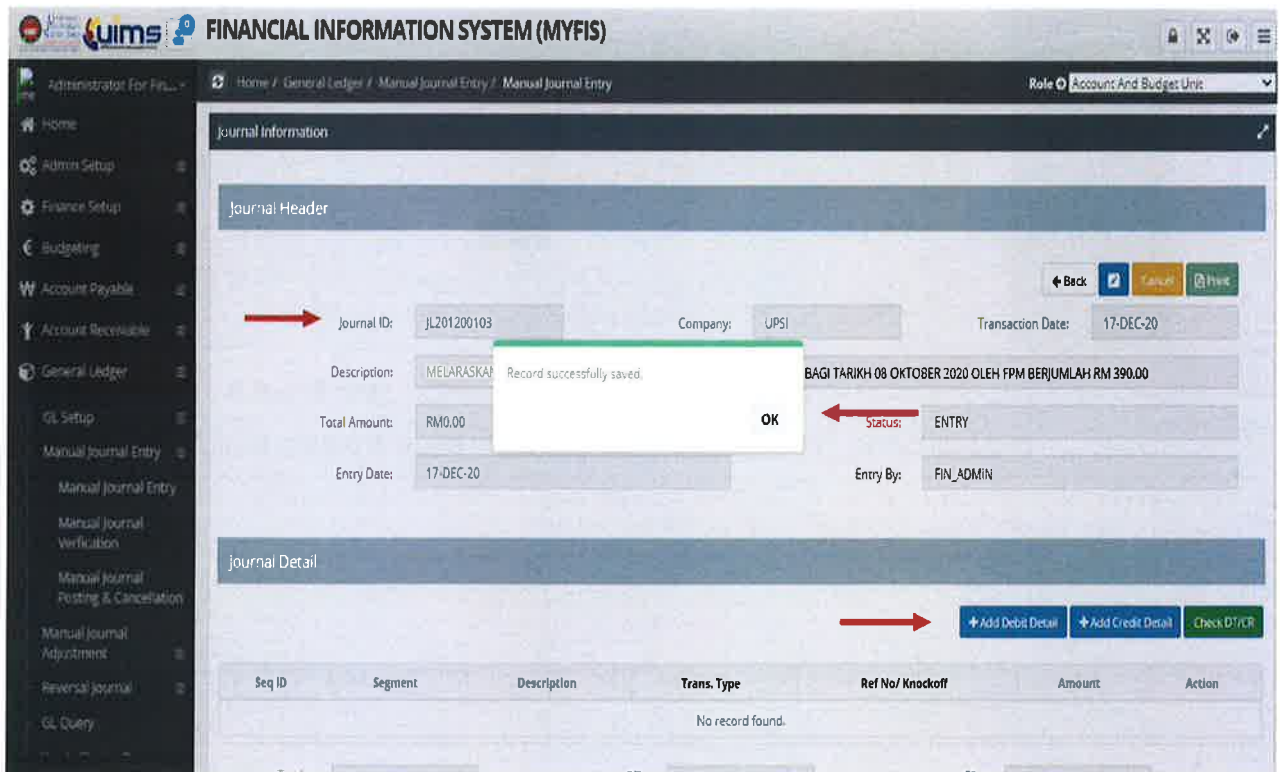 uims FINANCIAL INFORMATION SYSTEM (MYFIS)
Administrator For Fin...
Home / General Ledger / Manual Journal Entry / Manual Journal Entry
Role Account And Budget Unit
Home
Journal Information
Admin Setup
Finance Setup
Journal Header
Budgeting
Account Payable
Back
Cancel
Print
Account Receivable
Journal ID: JL201200103
Company: UPSI
Transaction Date: 17-DEC-20
General Ledger
Description: MELARASKAN
BAGI TARIKH 08 OKTOBER 2020 OLEH FPM BERJUMLAH RM 390.00
Record successfully saved.
OK
GL Setup
Total Amount: RM0.00
Status: ENTRY
Manual Journal Entry
Entry Date: 17-DEC-20
Entry By: FIN_ADMIN
Manual Journal Entry
Manual Journal
Verfication
Journal Detail
Manual Journal
Posting & Cancellation
+Add Debit Detail
+Add Credit Detail
Check DT/CR
Manual Journal
Adjustment
Reversal Journal
Seq ID Segment Description Trans. Type Ref No/ Knockoff Amount Action
No record found.
GL Query